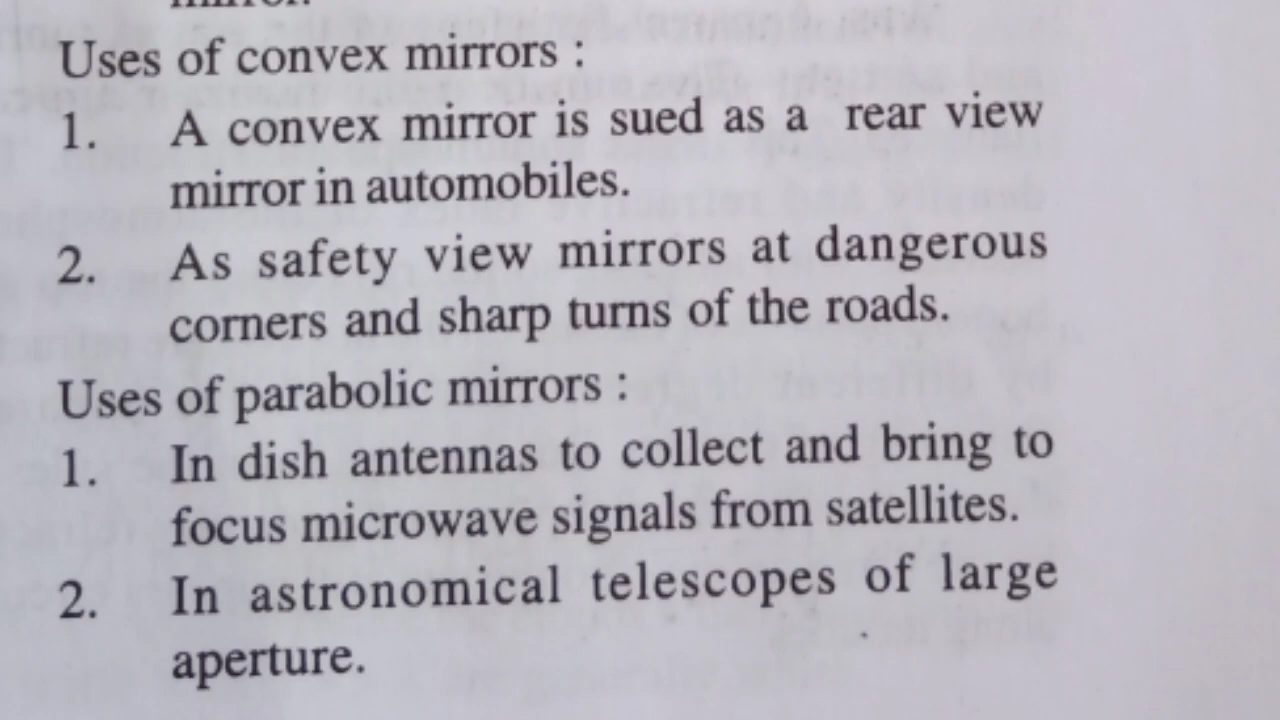 Uses of convex mirrors :
1. A convex mirror is sued as a rear view
mirror in automobiles.
2. As safety view mirrors at dangerous
corners and sharp turns of the roads.
Uses of parabolic mirrors :
1. In dish antennas to collect and bring to
focus microwave signals from satellites.
2. In astronomical telescopes of large
aperture.